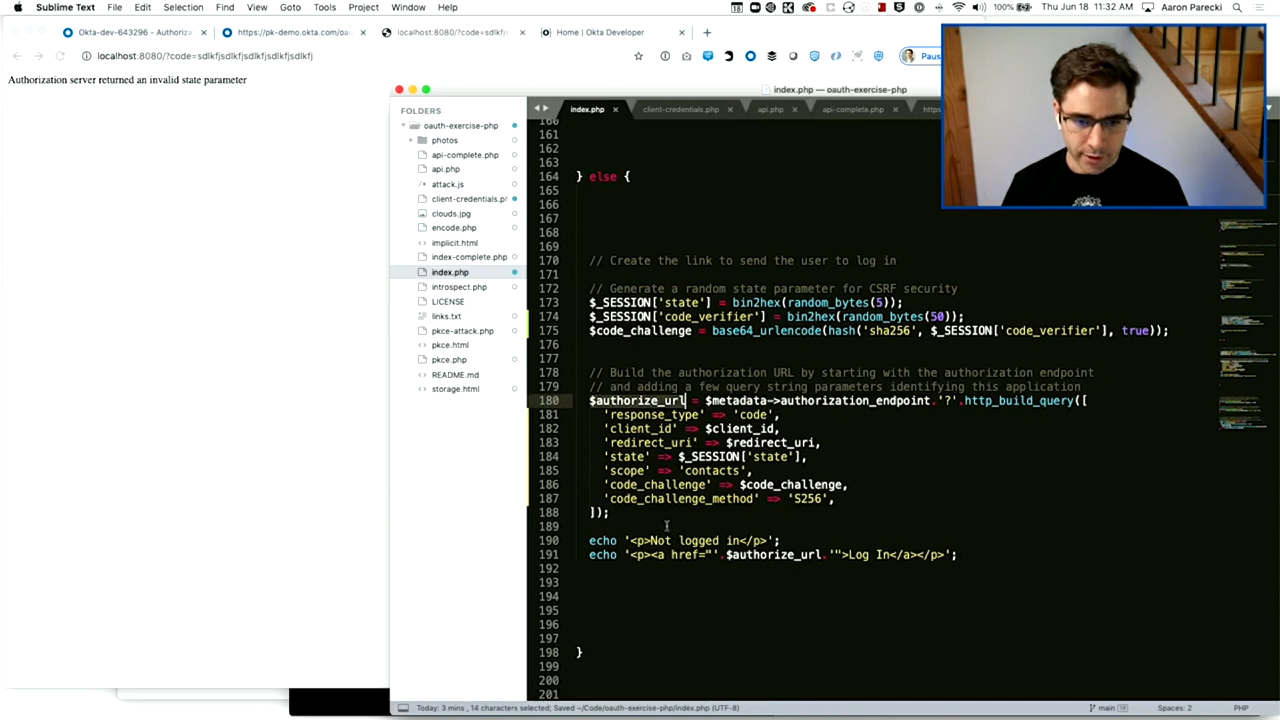 Sublime Text File Edit Selection Find View Goto Tools Project Window Help
100% Thu Jun 18 11:32 AM Aaron Parecki
Okta-dev-643296 - Authoriza × https://pk-demo.okta.com/oau × localhost:8080/?code=sdlkfjsdl × Home | Okta Developer × +
localhost:8080/?code=sdlkfjsdlkfjsdlkfjsdlkfjsdlkfj
Paus
Authorization server returned an invalid state parameter
index.php — oauth-exercise-php
FOLDERS
oauth-exercise-php
photos
api-complete.php
api.php
attack.js
client-credentials.ph
clouds.jpg
encode.php
implicit.html
index-complete.php
index.php
introspect.php
LICENSE
links.txt
pkce-attack.php
pkce.html
pkce.php
README.md
storage.html
index.php × client-credentials.php × api.php × api-complete.php × https
160
161
162
163
164 } else {
165
166
167
168
169
170 // Create the link to send the user to log in
171
172 // Generate a random state parameter for CSRF security
173 $_SESSION['state'] = bin2hex(random_bytes(5));
174 $_SESSION['code_verifier'] = bin2hex(random_bytes(50));
175 $code_challenge = base64_urlencode(hash('sha256', $_SESSION['code_verifier'], true));
176
177
178 // Build the authorization URL by starting with the authorization endpoint
179 // and adding a few query string parameters identifying this application
180 $authorize_url = $metadata->authorization_endpoint.'?'.http_build_query([
181 'response_type' => 'code',
182 'client_id' => $client_id,
183 'redirect_uri' => $redirect_uri,
184 'state' => $_SESSION['state'],
185 'scope' => 'contacts',
186 'code_challenge' => $code_challenge,
187 'code_challenge_method' => 'S256',
188 ]);
189
190 echo '<p>Not logged in</p>';
191 echo '<p><a href="'.$authorize_url.'">Log In</a></p>';
192
193
194
195
196
197
198 }
199
200
201
Today: 3 mins , 14 characters selected; Saved ~/Code/oauth-exercise-php/index.php (UTF-8) main Spaces: 2 PHP